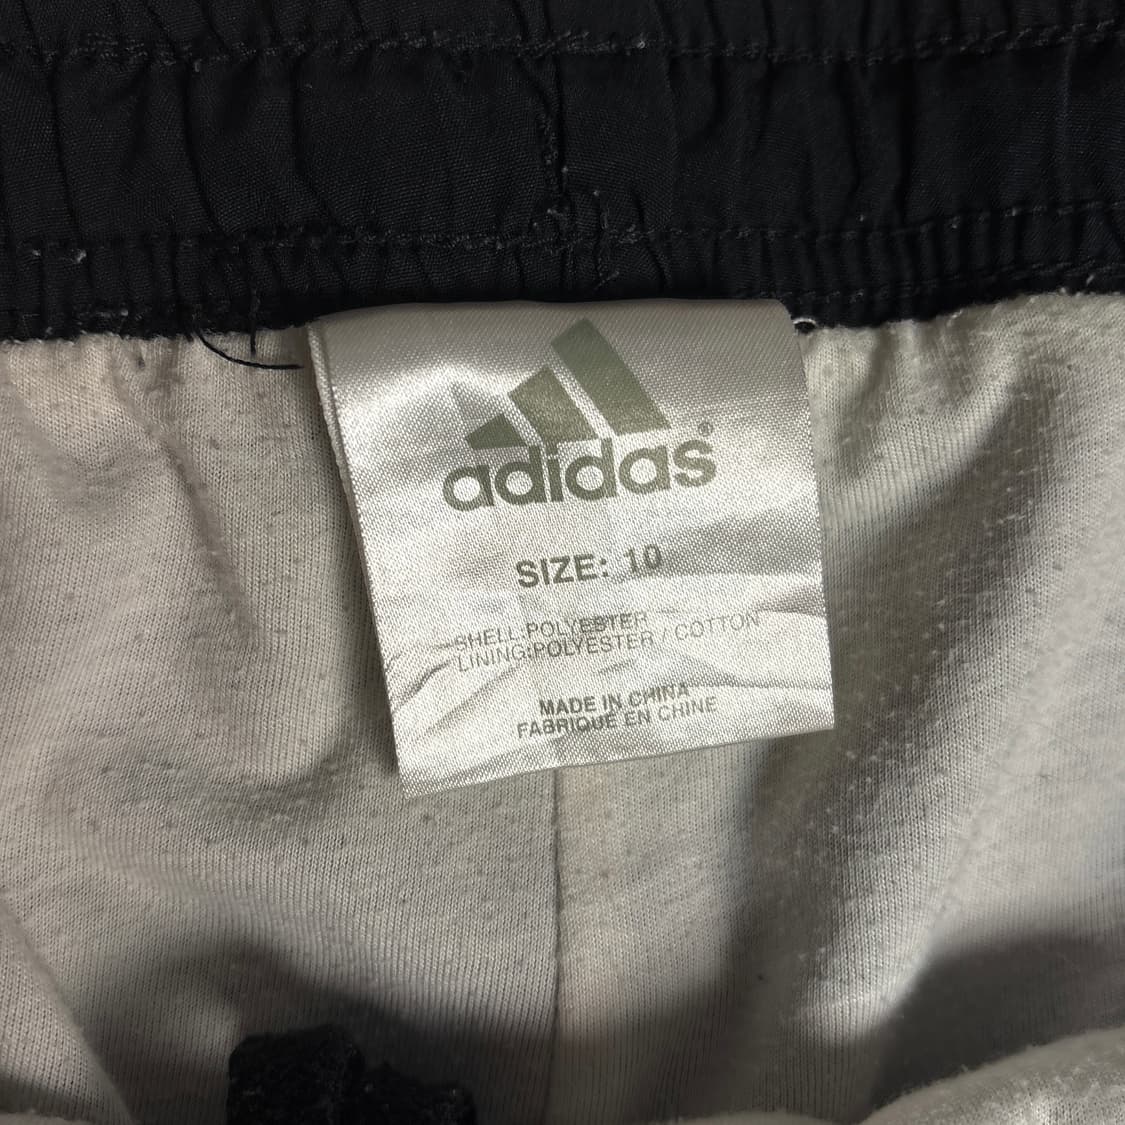 adidas®
SIZE: 10
SHELL:POLYESTER
LINING:POLYESTER / COTTON
MADE IN CHINA
FABRIQUE EN CHINE